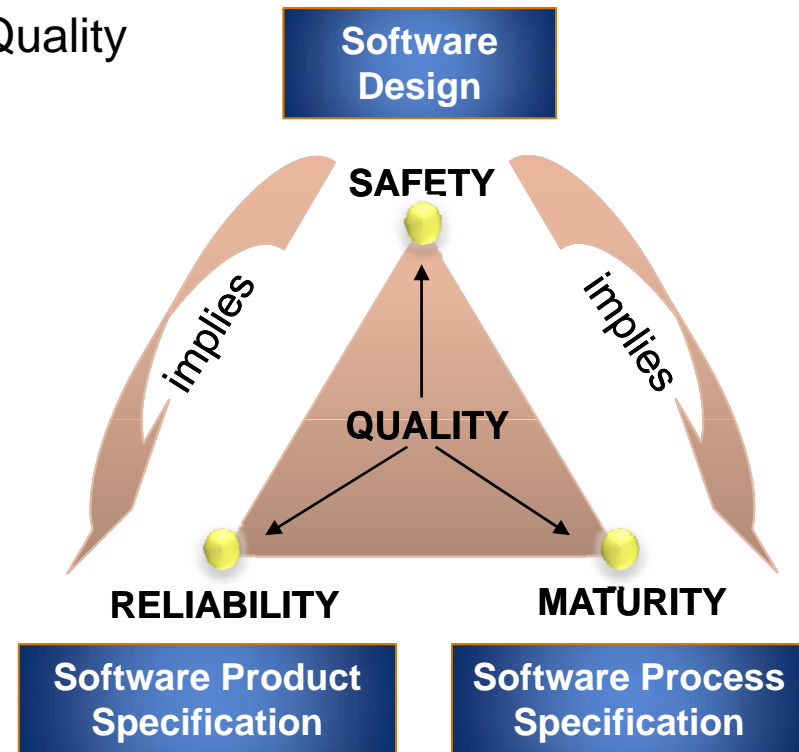 Quality
Software
Design
SAFETY
implies
implies
QUALITY
RELIABILITY
MATURITY
Software Product
Specification
Software Process
Specification